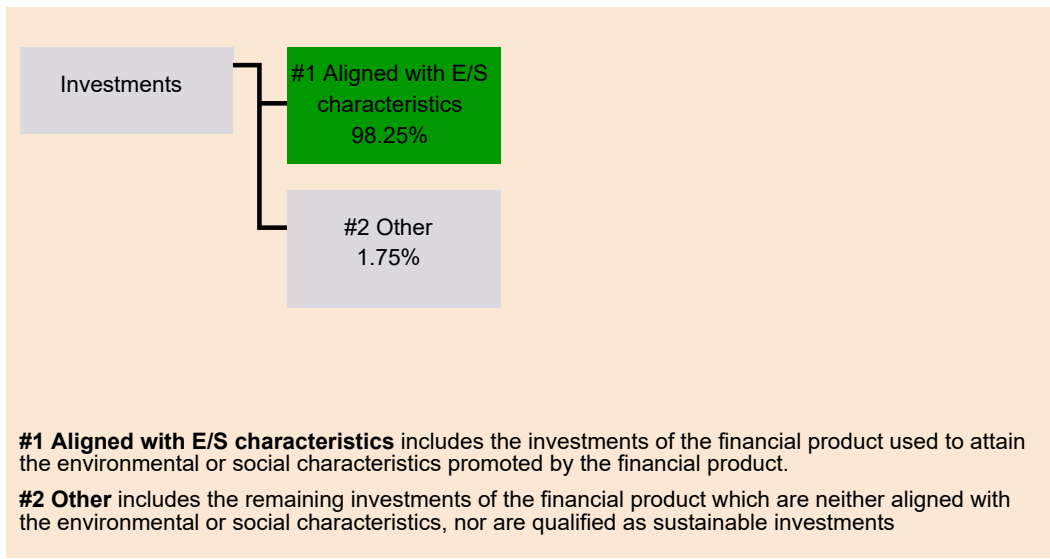 Investments
#1 Aligned with E/S
characteristics
98.25%
#2 Other
1.75%
#1 Aligned with E/S characteristics includes the investments of the financial product used to attain
the environmental or social characteristics promoted by the financial product.
#2 Other includes the remaining investments of the financial product which are neither aligned with
the environmental or social characteristics, nor are qualified as sustainable investments